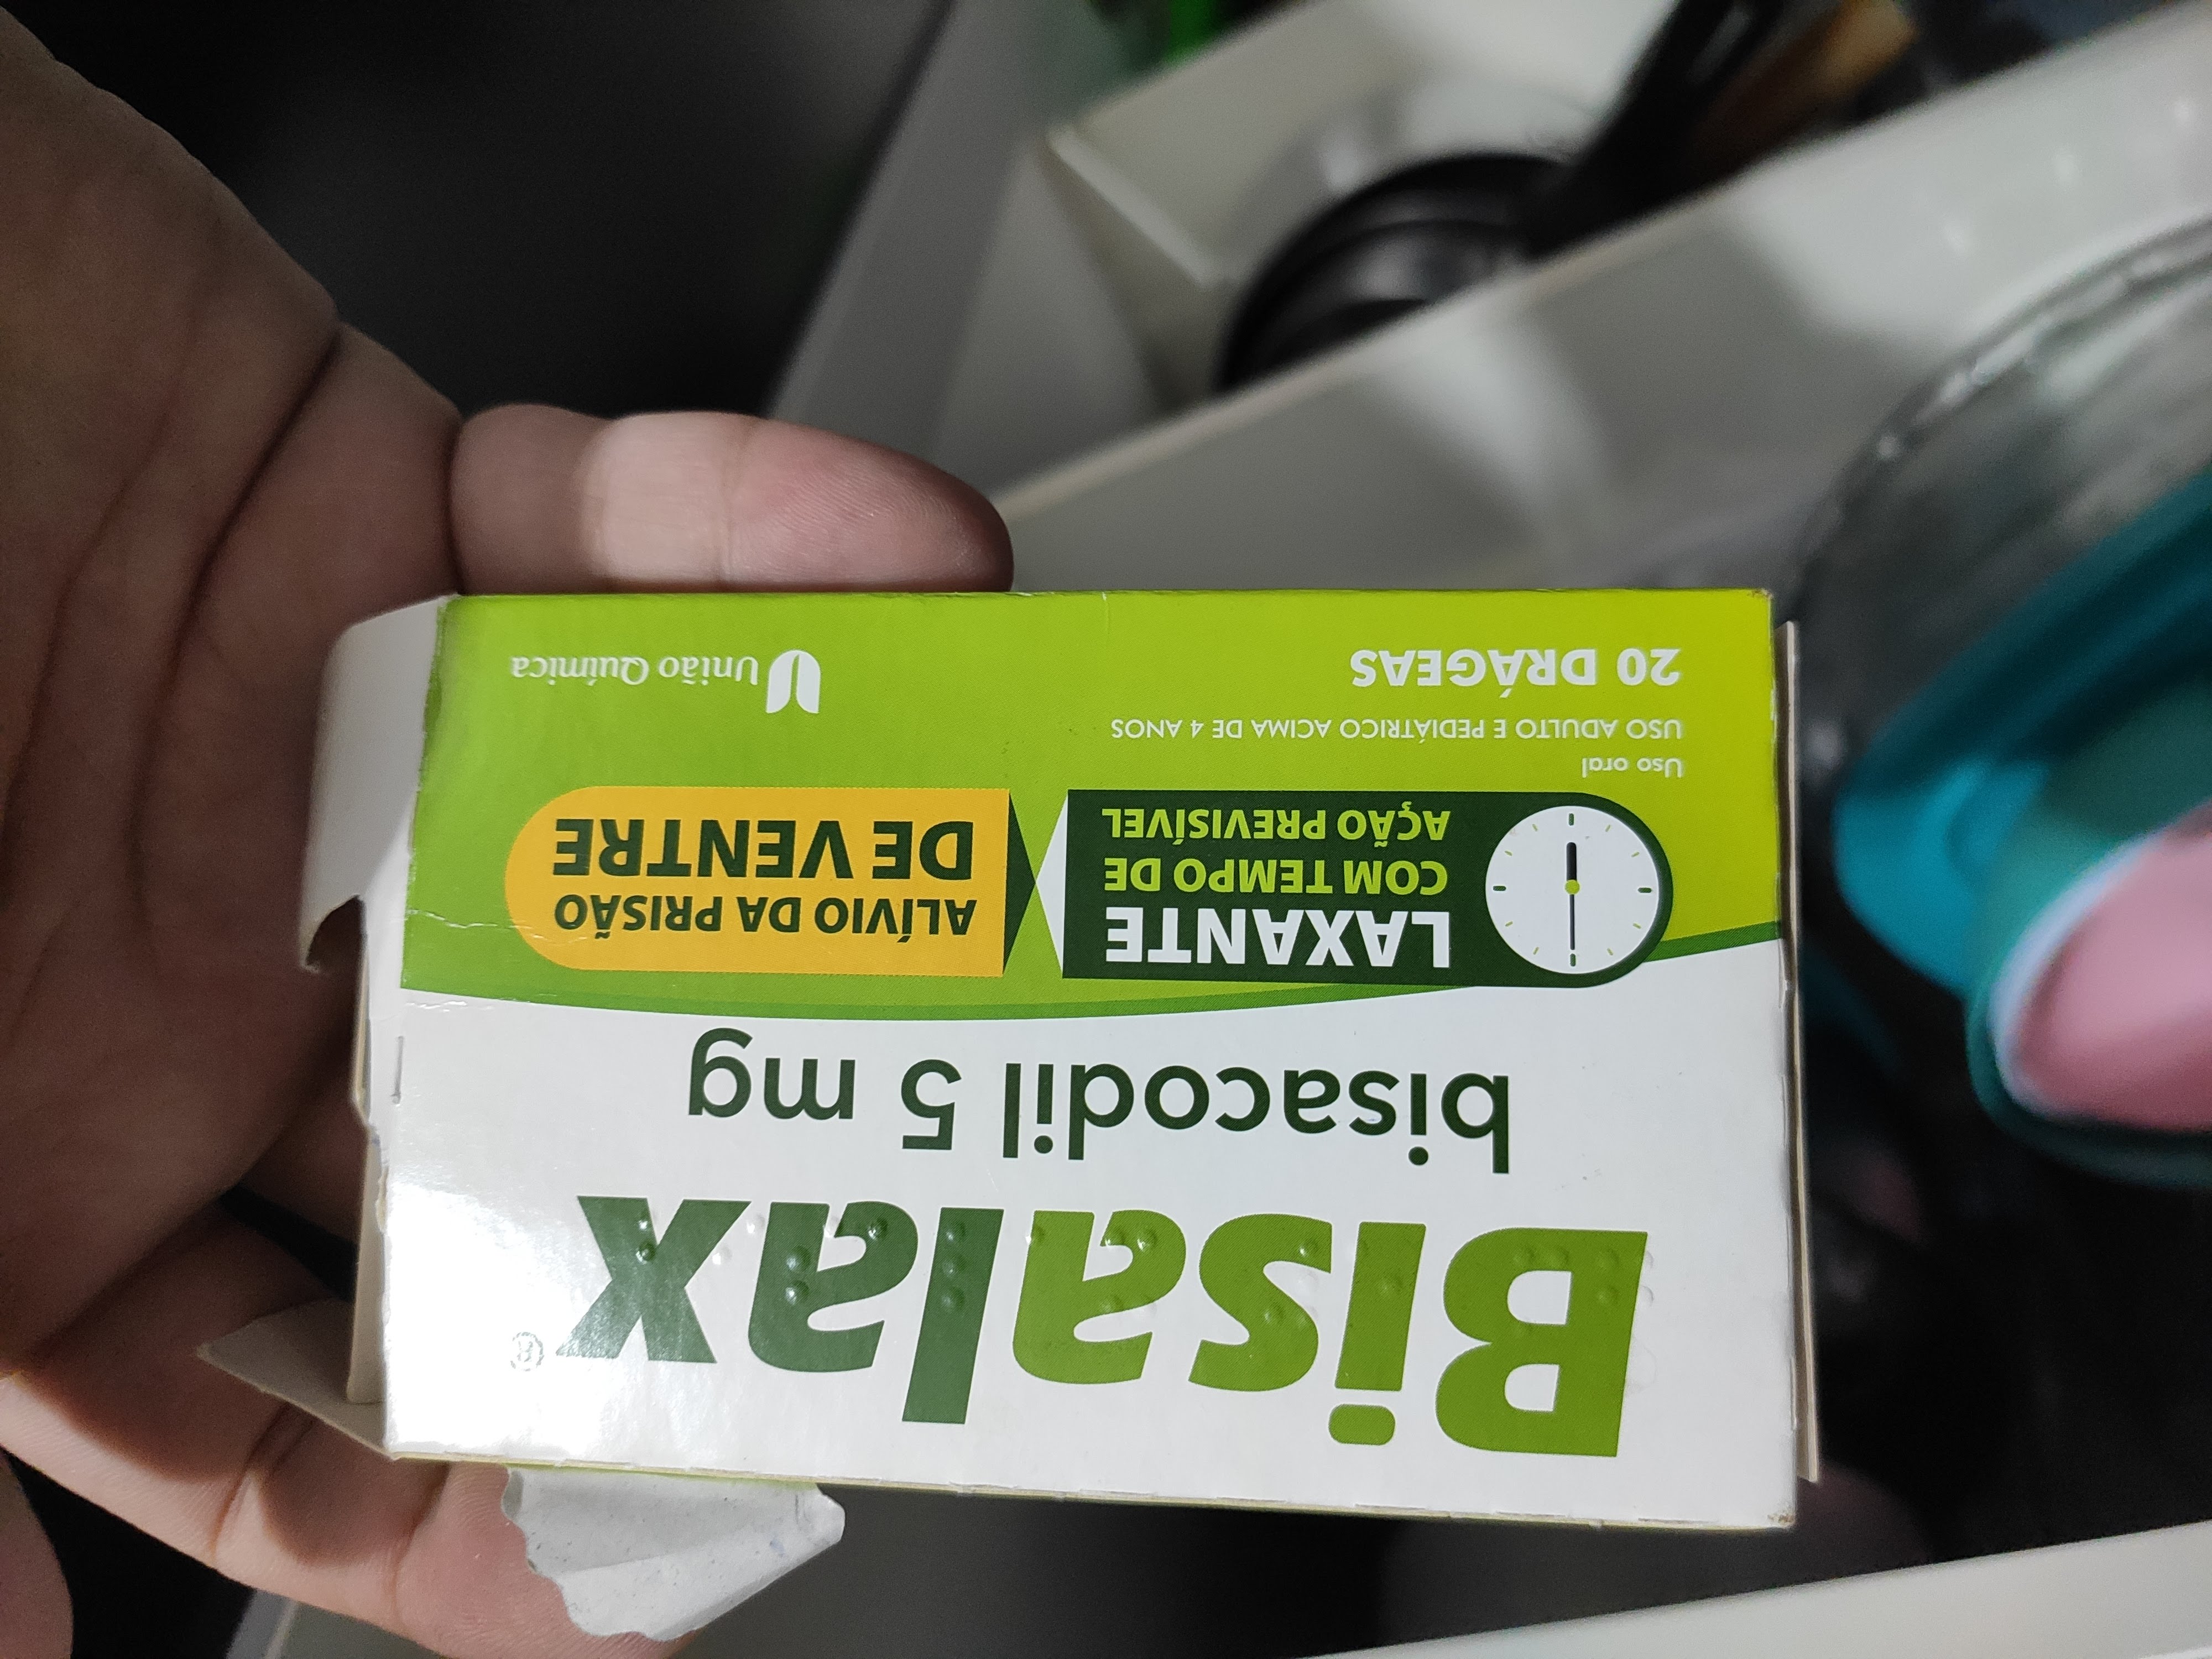 Bisalax®
bisacodil 5 mg
LAXANTE
COM TEMPO DE
AÇÃO PREVISÍVEL
ALÍVIO DA PRISÃO
DE VENTRE
Uso oral
USO ADULTO E PEDIÁTRICO ACIMA DE 4 ANOS
20 DRÁGEAS
União Química